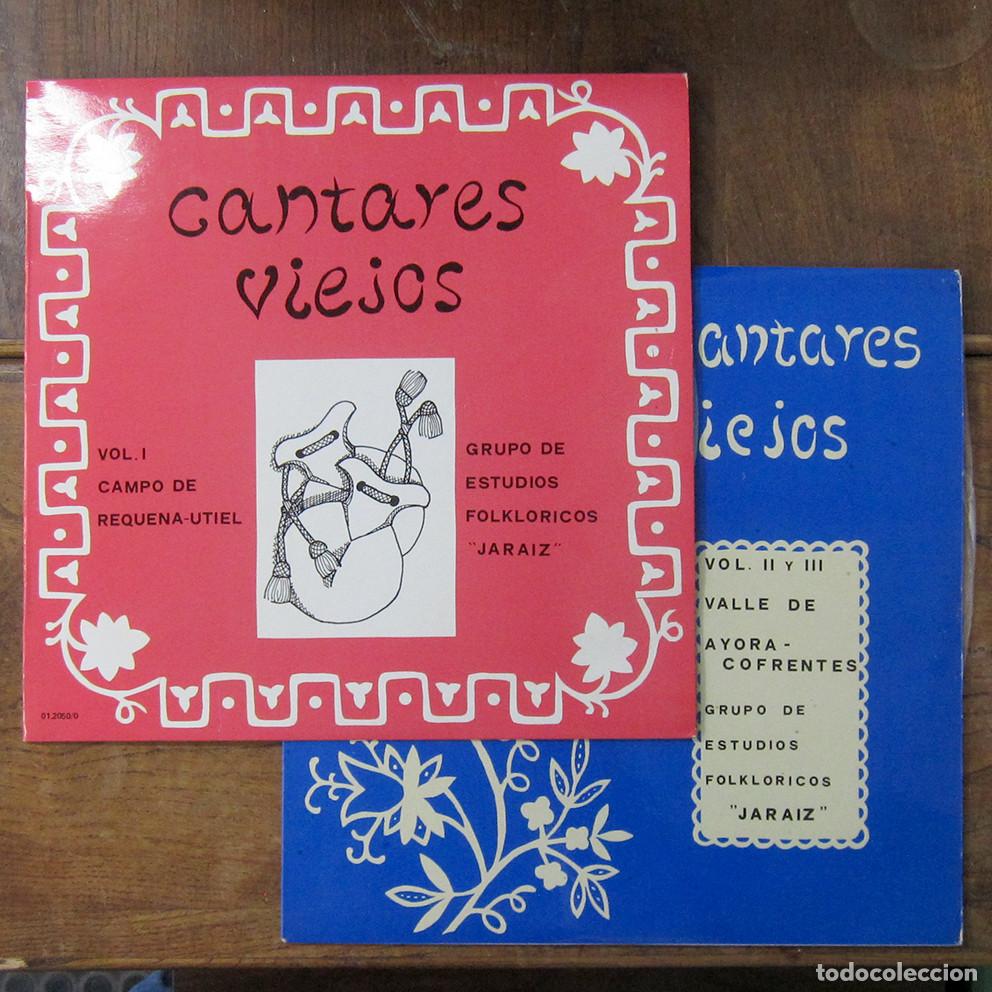 cantares
viejos
VOL. I
CAMPO DE
REQUENA-UTIEL
GRUPO DE
ESTUDIOS
FOLKLORICOS
"JARAIZ"
01.2050/0
antares
iejos
VOL. II Y III
VALLE DE
AYORA-
COFRENTES
GRUPO DE
ESTUDIOS
FOLKLORICOS
"JARAIZ"
todocoleccion